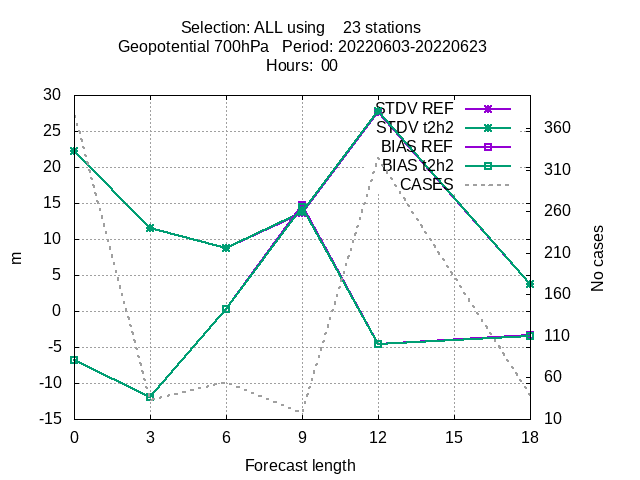 Selection: ALL using    23 stations
Geopotential 700hPa   Period: 20220603-20220623
Hours:  00
30
25
20
15
10
5
0
-5
-10
-15
m
0 3 6 9 12 15 18
Forecast length
360
310
260
210
160
110
60
10
No cases
STDV REF
STDV t2h2
BIAS REF
BIAS t2h2
CASES